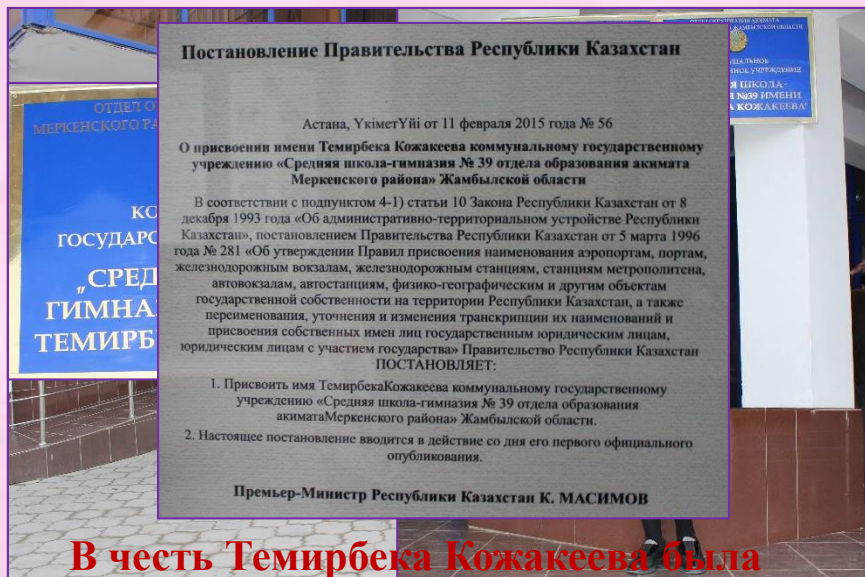 ОТДЕЛ ОБРАЗОВАНИЯ АКИМАТА
ЖАМБЫЛСКОЙ ОБЛАСТИ
УЧРЕЖДЕНИЕ
ШКОЛА-
№39 ИМЕНИ
КОЖАКЕЕВА"
ОТДЕЛ
МЕРКЕНСКОГО
КО
ГОСУДАРС
„СРЕД
ГИМНА
ТЕМИРБ
Постановление Правительства Республики Казахстан
Астана, ҮкіметҮйі от 11 февраля 2015 года № 56
О присвоении имени Темирбека Кожакеева коммунальному государственному
учреждению «Средняя школа-гимназия № 39 отдела образования акимата
Меркенского района» Жамбылской области
В соответствии с подпунктом 4-1) статьи 10 Закона Республики Казахстан от 8
декабря 1993 года «Об административно-территориальном устройстве Республики
Казахстан», постановлением Правительства Республики Казахстан от 5 марта 1996
года № 281 «Об утверждении Правил присвоения наименования аэропортам, портам,
железнодорожным вокзалам, железнодорожным станциям, станциям метрополитена,
автовокзалам, автостанциям, физико-географическим и другим объектам
государственной собственности на территории Республики Казахстан, а также
переименования, уточнения и изменения транскрипции их наименований и
присвоения собственных имен лиц государственным юридическим лицам,
юридическим лицам с участием государства» Правительство Республики Казахстан
ПОСТАНОВЛЯЕТ:
1. Присвоить имя ТемирбекаКожакеева коммунальному государственному
учреждению «Средняя школа-гимназия № 39 отдела образования
акиматаМеркенского района» Жамбылской области.
2. Настоящее постановление вводится в действие со дня его первого официального
опубликования.
Премьер-Министр Республики Казахстан К. МАСИМОВ
В честь Темирбека Кожакеева была